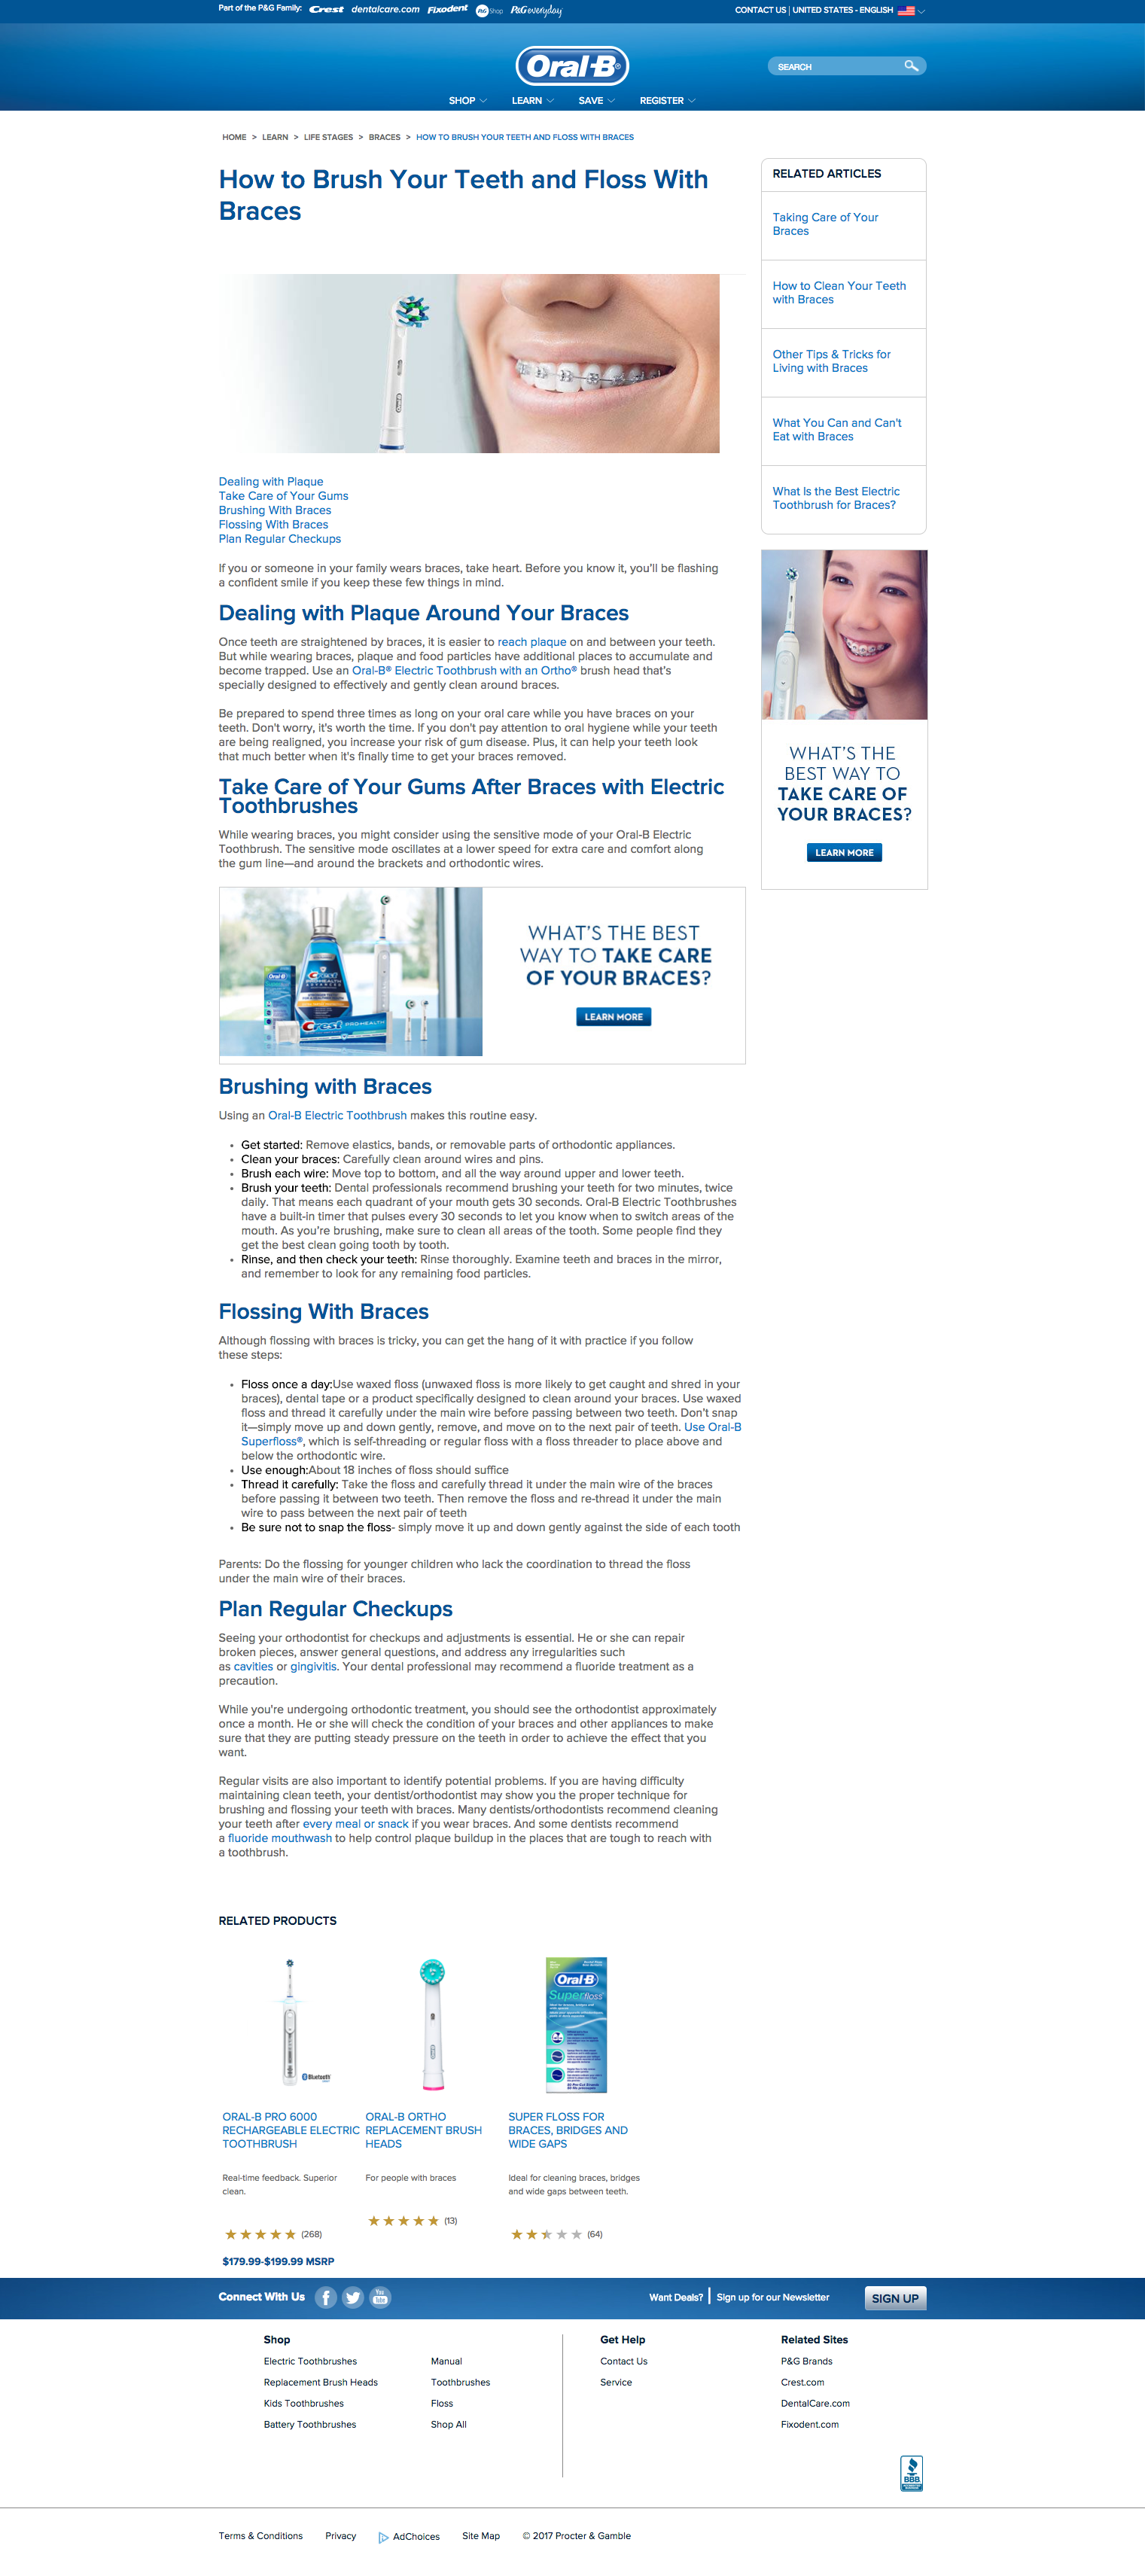 Part of the P&G Family: Crest dentalcare.com Fixodent P&G Shop P&G everyday
CONTACT US | UNITED STATES - ENGLISH
Oral-B®
SEARCH
SHOP LEARN SAVE REGISTER
HOME > LEARN > LIFE STAGES > BRACES > HOW TO BRUSH YOUR TEETH AND FLOSS WITH BRACES
How to Brush Your Teeth and Floss With
Braces
Dealing with Plaque
Take Care of Your Gums
Brushing With Braces
Flossing With Braces
Plan Regular Checkups
If you or someone in your family wears braces, take heart. Before you know it, you'll be flashing
a confident smile if you keep these few things in mind.
Dealing with Plaque Around Your Braces
Once teeth are straightened by braces, it is easier to reach plaque on and between your teeth.
But while wearing braces, plaque and food particles have additional places to accumulate and
become trapped. Use an Oral-B® Electric Toothbrush with an Ortho® brush head that's
specially designed to effectively and gently clean around braces.
Be prepared to spend three times as long on your oral care while you have braces on your
teeth. Don't worry, it's worth the time. If you don't pay attention to oral hygiene while your teeth
are being realigned, you increase your risk of gum disease. Plus, it can help your teeth look
that much better when it's finally time to get your braces removed.
Take Care of Your Gums After Braces with Electric
Toothbrushes
While wearing braces, you might consider using the sensitive mode of your Oral-B Electric
Toothbrush. The sensitive mode oscillates at a lower speed for extra care and comfort along
the gum line—and around the brackets and orthodontic wires.
Oral-B
Crest
PRO-HEALTH
WHAT'S THE BEST
WAY TO TAKE CARE
OF YOUR BRACES?
LEARN MORE
Brushing with Braces
Using an Oral-B Electric Toothbrush makes this routine easy.
• Get started: Remove elastics, bands, or removable parts of orthodontic appliances.
• Clean your braces: Carefully clean around wires and pins.
• Brush each wire: Move top to bottom, and all the way around upper and lower teeth.
• Brush your teeth: Dental professionals recommend brushing your teeth for two minutes, twice
daily. That means each quadrant of your mouth gets 30 seconds. Oral-B Electric Toothbrushes
have a built-in timer that pulses every 30 seconds to let you know when to switch areas of the
mouth. As you're brushing, make sure to clean all areas of the tooth. Some people find they
get the best clean going tooth by tooth.
• Rinse, and then check your teeth: Rinse thoroughly. Examine teeth and braces in the mirror,
and remember to look for any remaining food particles.
Flossing With Braces
Although flossing with braces is tricky, you can get the hang of it with practice if you follow
these steps:
• Floss once a day:Use waxed floss (unwaxed floss is more likely to get caught and shred in your
braces), dental tape or a product specifically designed to clean around your braces. Use waxed
floss and thread it carefully under the main wire before passing between two teeth. Don't snap
it—simply move up and down gently, remove, and move on to the next pair of teeth. Use Oral-B
Superfloss®, which is self-threading or regular floss with a floss threader to place above and
below the orthodontic wire.
• Use enough:About 18 inches of floss should suffice
• Thread it carefully: Take the floss and carefully thread it under the main wire of the braces
before passing it between two teeth. Then remove the floss and re-thread it under the main
wire to pass between the next pair of teeth
• Be sure not to snap the floss- simply move it up and down gently against the side of each tooth
Parents: Do the flossing for younger children who lack the coordination to thread the floss
under the main wire of their braces.
Plan Regular Checkups
Seeing your orthodontist for checkups and adjustments is essential. He or she can repair
broken pieces, answer general questions, and address any irregularities such
as cavities or gingivitis. Your dental professional may recommend a fluoride treatment as a
precaution.
While you're undergoing orthodontic treatment, you should see the orthodontist approximately
once a month. He or she will check the condition of your braces and other appliances to make
sure that they are putting steady pressure on the teeth in order to achieve the effect that you
want.
Regular visits are also important to identify potential problems. If you are having difficulty
maintaining clean teeth, your dentist/orthodontist may show you the proper technique for
brushing and flossing your teeth with braces. Many dentists/orthodontists recommend cleaning
your teeth after every meal or snack if you wear braces. And some dentists recommend
a fluoride mouthwash to help control plaque buildup in the places that are tough to reach with
a toothbrush.
RELATED ARTICLES
Taking Care of Your
Braces
How to Clean Your Teeth
with Braces
Other Tips & Tricks for
Living with Braces
What You Can and Can't
Eat with Braces
What Is the Best Electric
Toothbrush for Braces?
WHAT'S THE
BEST WAY TO
TAKE CARE OF
YOUR BRACES?
LEARN MORE
RELATED PRODUCTS
Bluetooth
Oral-B
Superfloss
ORAL-B PRO 6000
RECHARGEABLE ELECTRIC
TOOTHBRUSH
Real-time feedback. Superior
clean.
(268)
$179.99-$199.99 MSRP
ORAL-B ORTHO
REPLACEMENT BRUSH
HEADS
For people with braces
(13)
SUPER FLOSS FOR
BRACES, BRIDGES AND
WIDE GAPS
Ideal for cleaning braces, bridges
and wide gaps between teeth.
(64)
Connect With Us
You Tube
Want Deals? | Sign up for our Newsletter
SIGN UP
Shop
Electric Toothbrushes
Replacement Brush Heads
Kids Toothbrushes
Battery Toothbrushes
Manual
Toothbrushes
Floss
Shop All
Get Help
Contact Us
Service
Related Sites
P&G Brands
Crest.com
DentalCare.com
Fixodent.com
BBB
Terms & Conditions Privacy AdChoices Site Map © 2017 Procter & Gamble